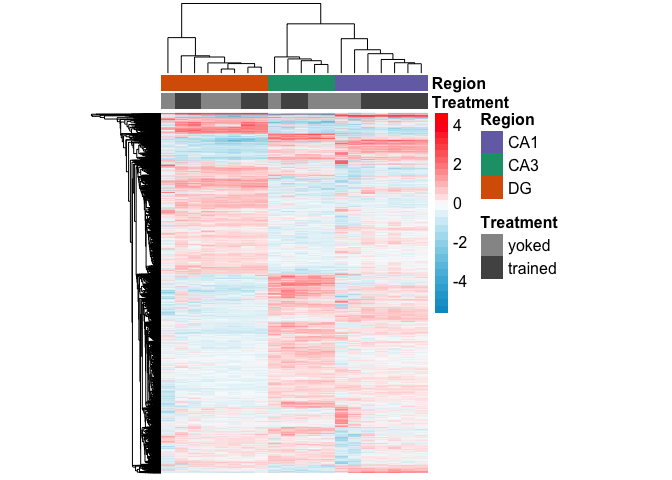 Region
Treatment
4
2
0
-2
-4
Region
CA1
CA3
DG
Treatment
yoked
trained